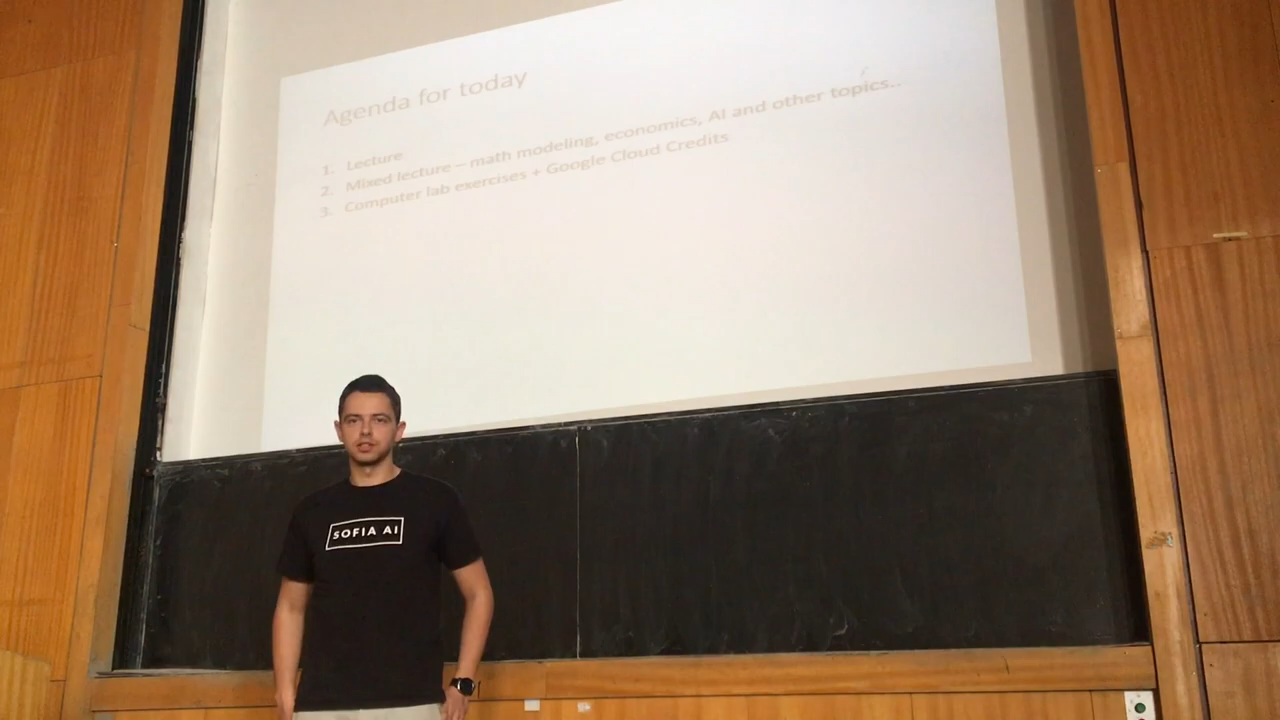 Agenda for today
1. Lecture
2. Mixed lecture – math modeling, economics, AI and other topics...
3. Computer lab exercises + Google Cloud Credits
SOFIA AI